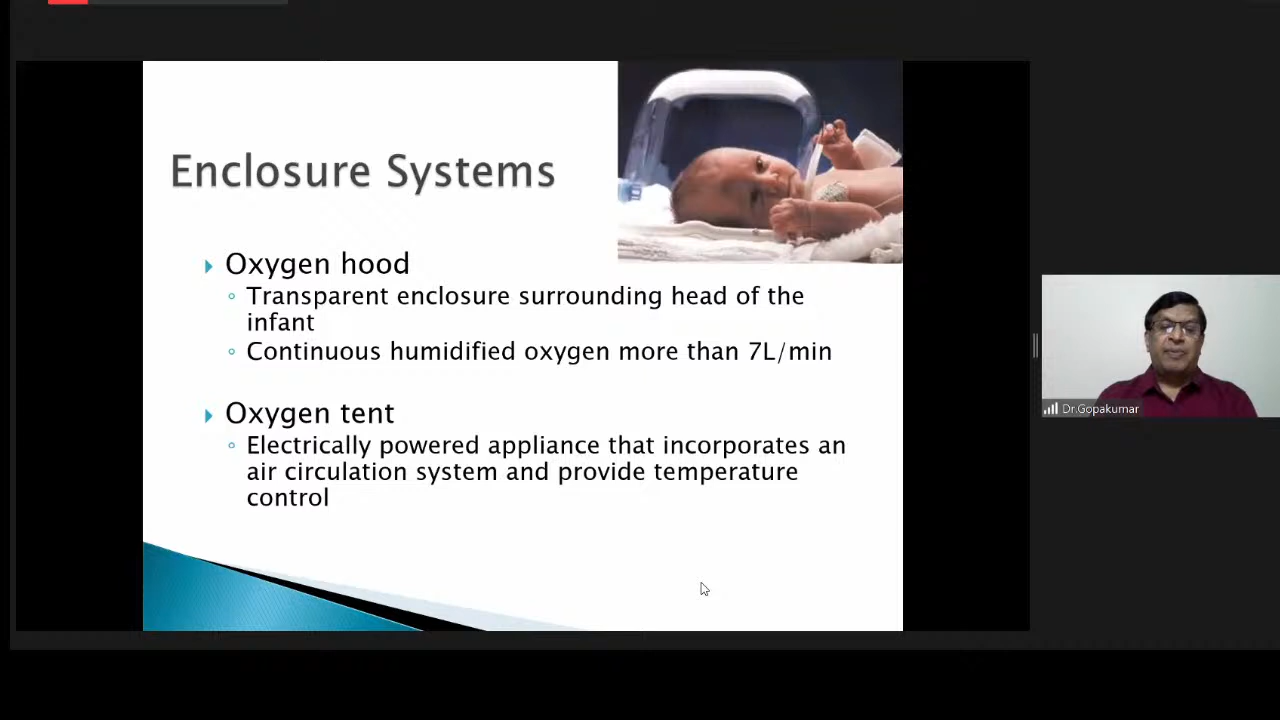 Enclosure Systems
Oxygen hood
Transparent enclosure surrounding head of the
infant
Continuous humidified oxygen more than 7L/min
Oxygen tent
Electrically powered appliance that incorporates an
air circulation system and provide temperature
control
Dr.Gopakumar